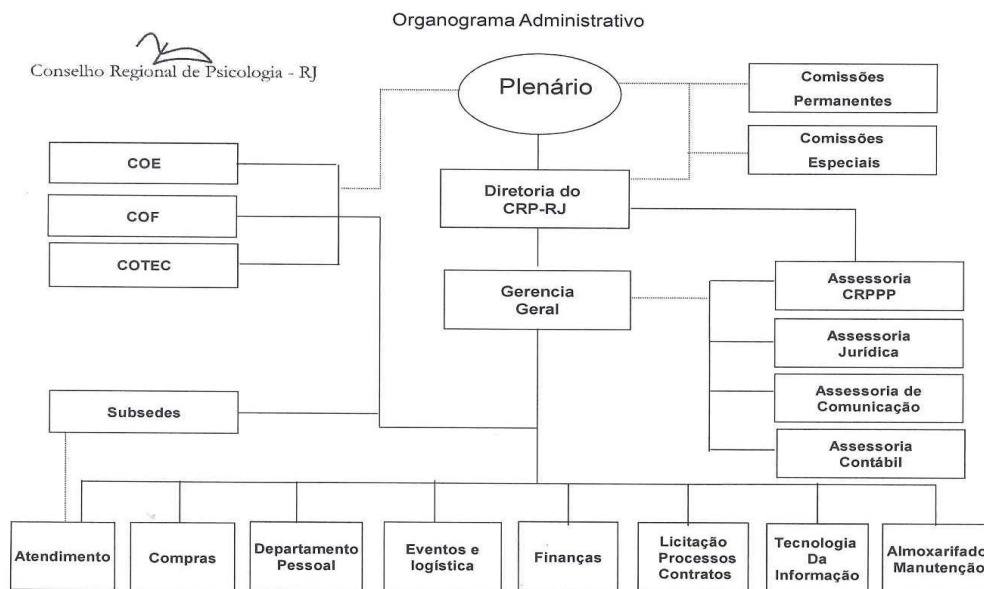 Organograma Administrativo
Conselho Regional de Psicologia - RJ
Plenário
Comissões
Permanentes
Comissões
Especiais
COE
COF
COTEC
Diretoria do
CRP-RJ
Gerencia
Geral
Assessoria
CRPPP
Assessoria
Jurídica
Assessoria de
Comunicação
Assessoria
Contábil
Subsedes
Atendimento
Compras
Departamento
Pessoal
Eventos e
logística
Finanças
Licitação
Processos
Contratos
Tecnologia
Da
Informação
Almoxarifado
Manutenção